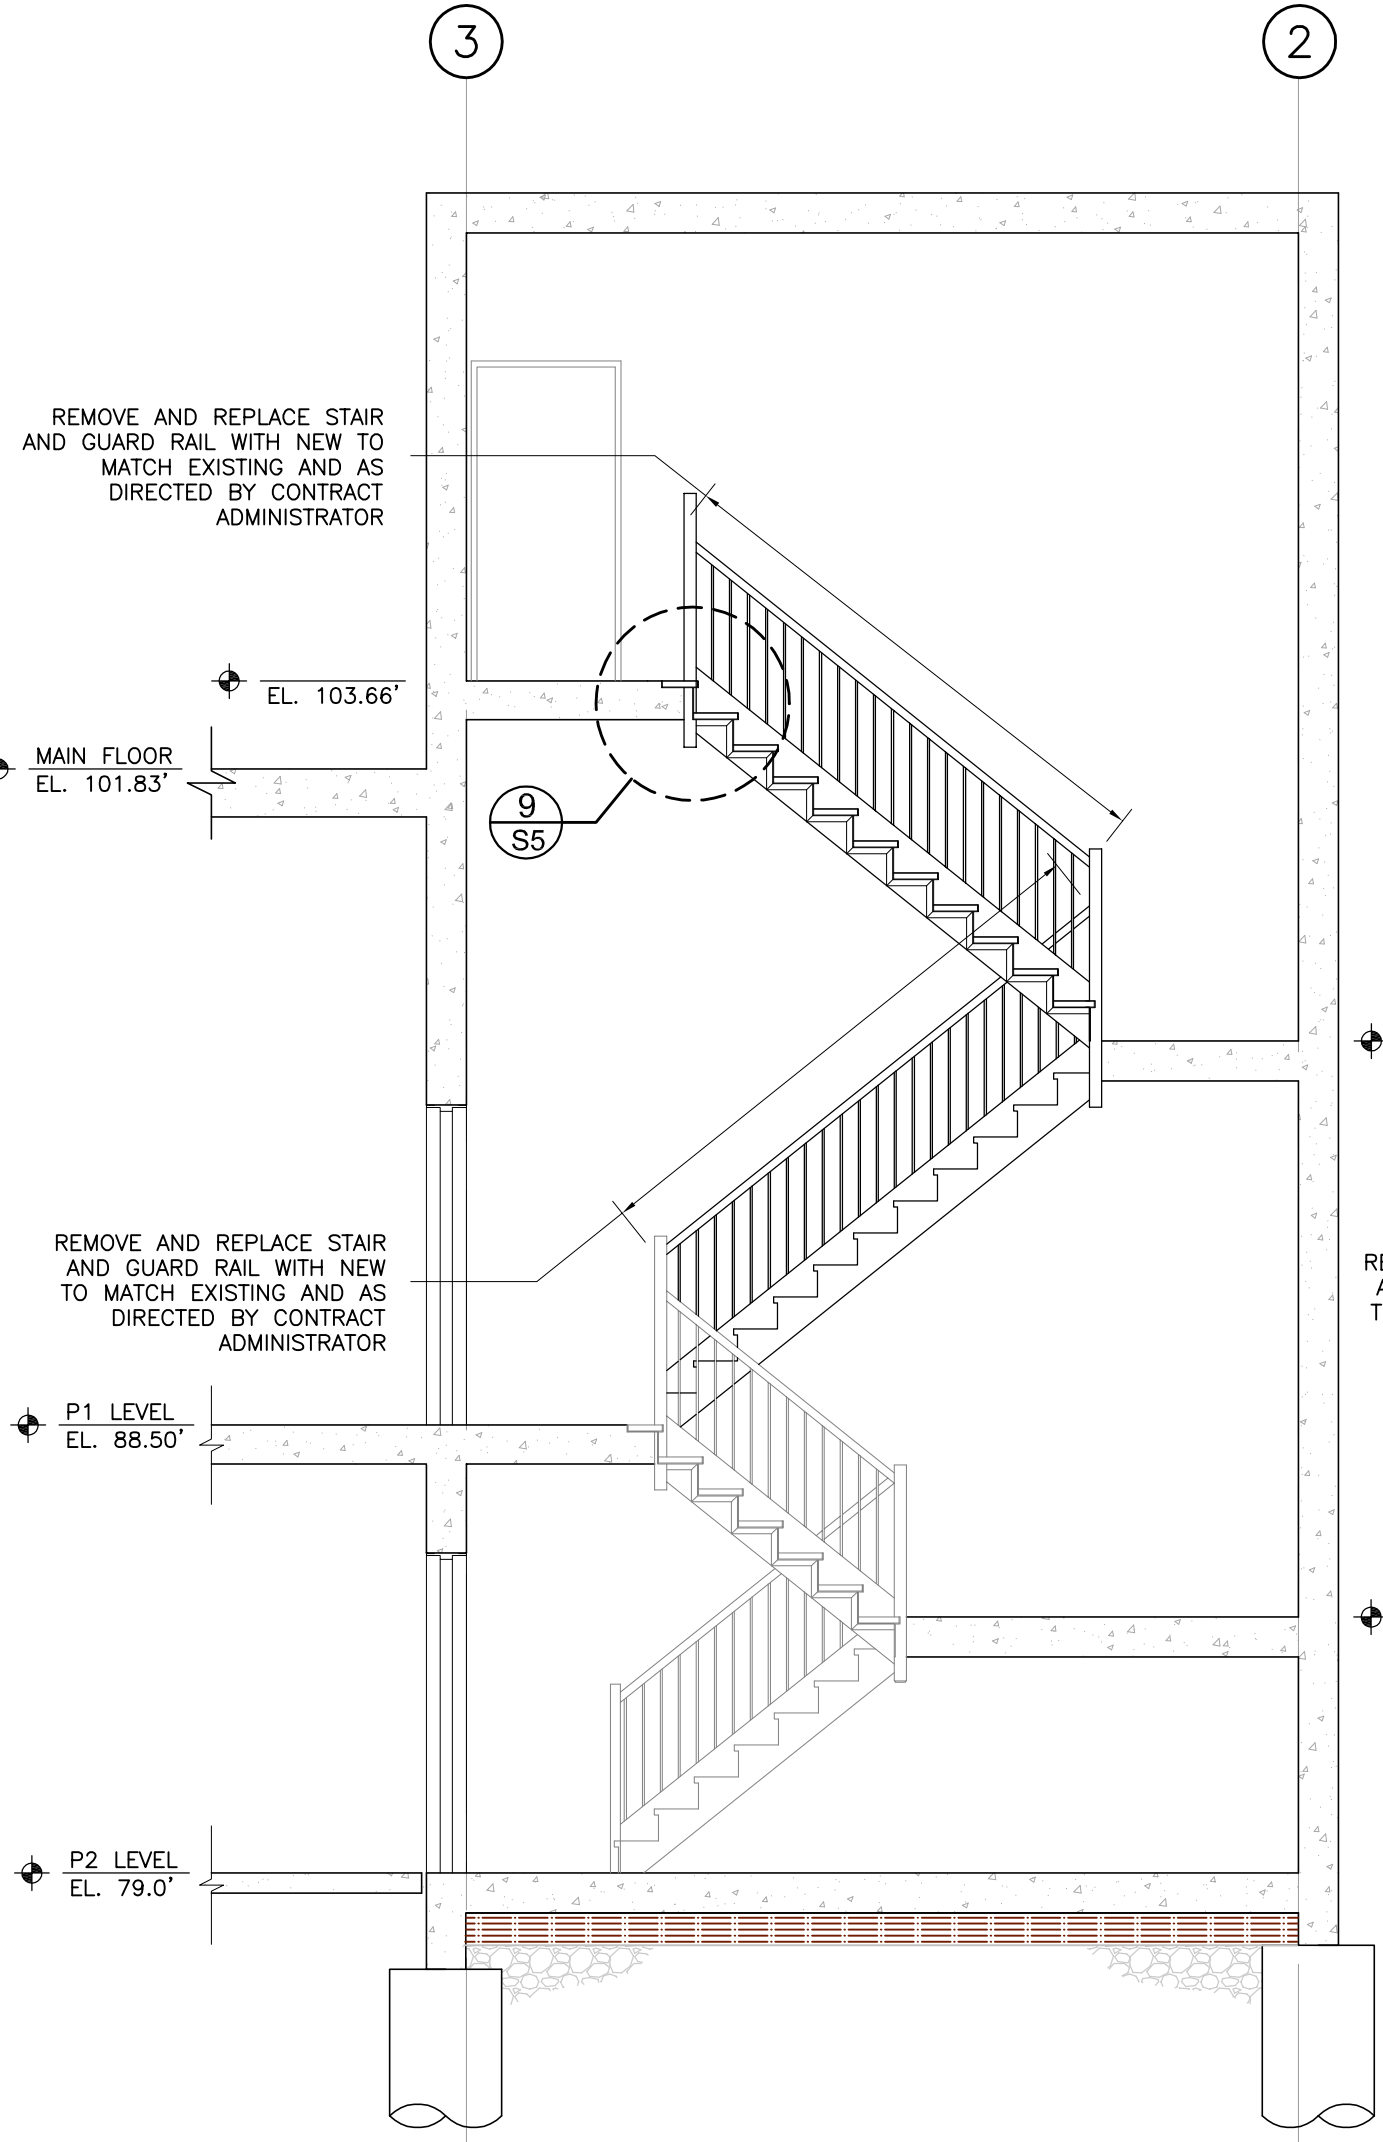 3
2
REMOVE AND REPLACE STAIR
AND GUARD RAIL WITH NEW TO
MATCH EXISTING AND AS
DIRECTED BY CONTRACT
ADMINISTRATOR
EL. 103.66'
MAIN FLOOR
EL. 101.83'
9
S5
REMOVE AND REPLACE STAIR
AND GUARD RAIL WITH NEW
TO MATCH EXISTING AND AS
DIRECTED BY CONTRACT
ADMINISTRATOR
P1 LEVEL
EL. 88.50'
P2 LEVEL
EL. 79.0'